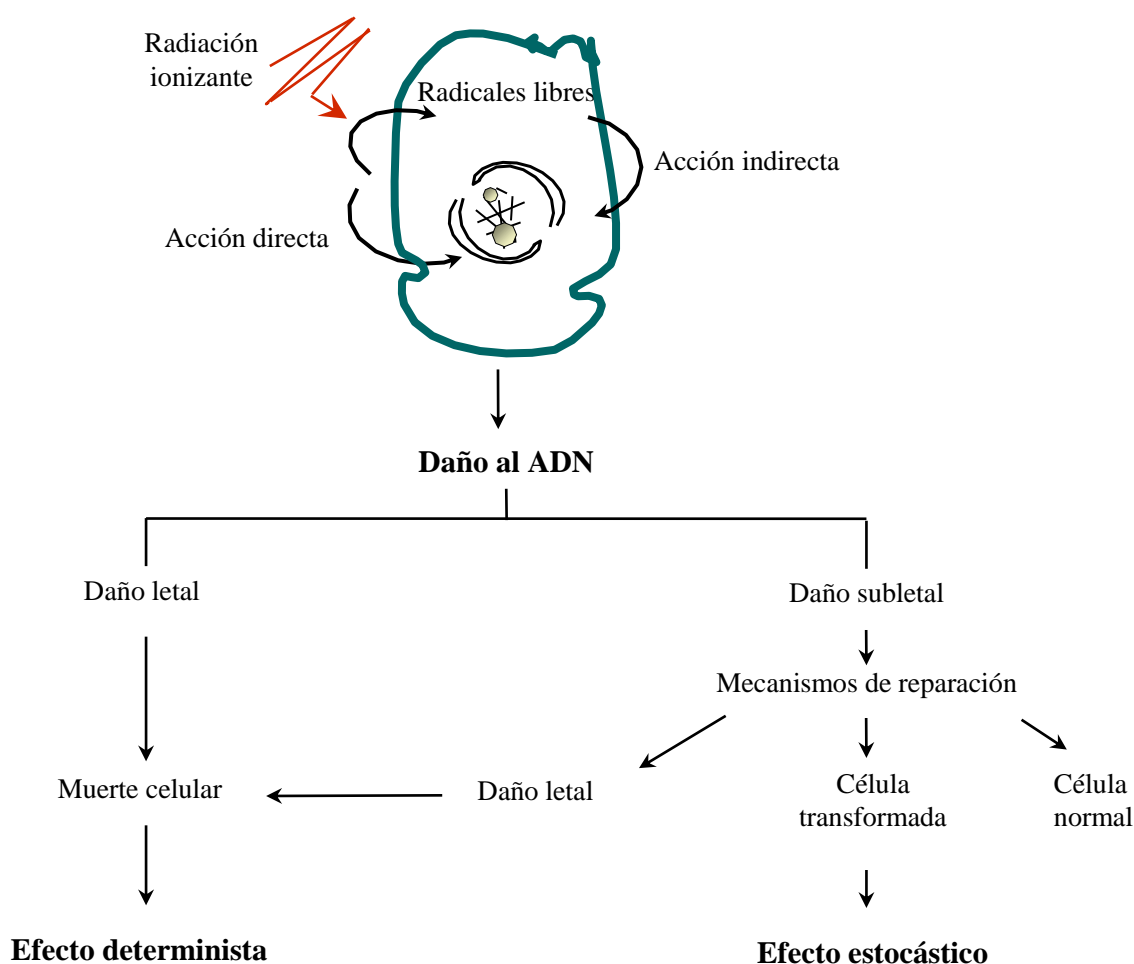 Radiación
ionizante
Radicales libres
Acción indirecta
Acción directa
Daño al ADN
Daño letal
Daño subletal
Mecanismos de reparación
Muerte celular
Daño letal
Célula
transformada
Célula
normal
Efecto determinista
Efecto estocástico